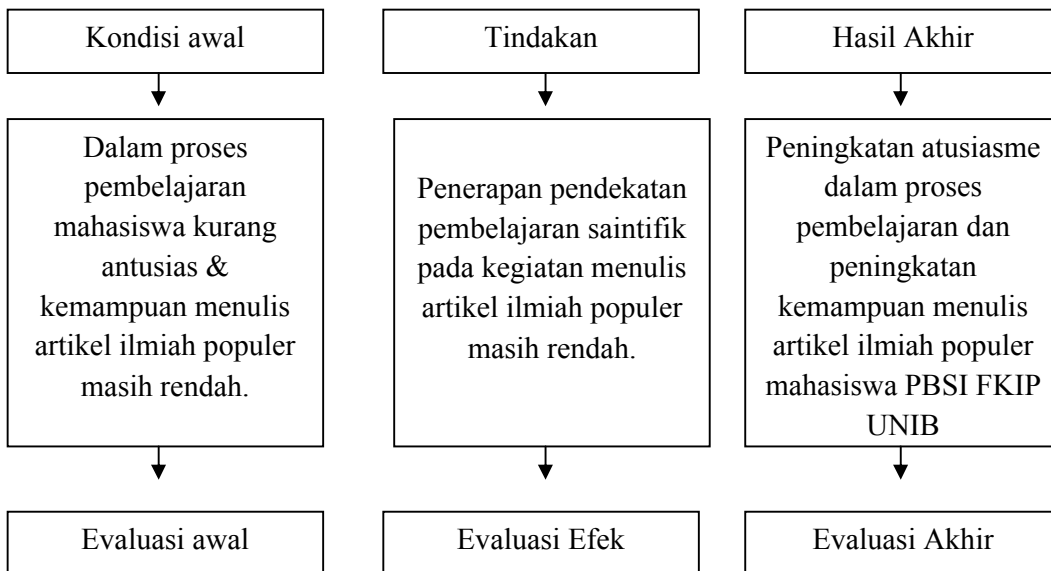 Kondisi awal
Tindakan
Hasil Akhir
Dalam proses
pembelajaran
mahasiswa kurang
antusias &
kemampuan menulis
artikel ilmiah populer
masih rendah.
Penerapan pendekatan
pembelajaran saintifik
pada kegiatan menulis
artikel ilmiah populer
masih rendah.
Peningkatan atusiasme
dalam proses
pembelajaran dan
peningkatan
kemampuan menulis
artikel ilmiah populer
mahasiswa PBSI FKIP
UNIB
Evaluasi awal
Evaluasi Efek
Evaluasi Akhir